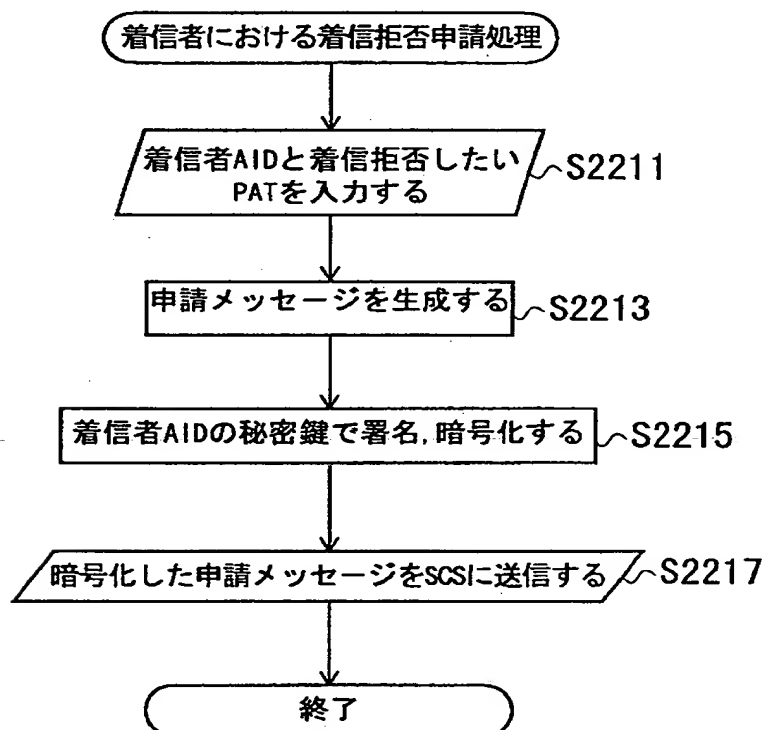 着信者における着信拒否申請処理
着信者AIDと着信拒否したい
PATを入力する
S2211
申請メッセージを生成する
S2213
着信者AIDの秘密鍵で署名,暗号化する
S2215
暗号化した申請メッセージをSCSに送信する
S2217
終了